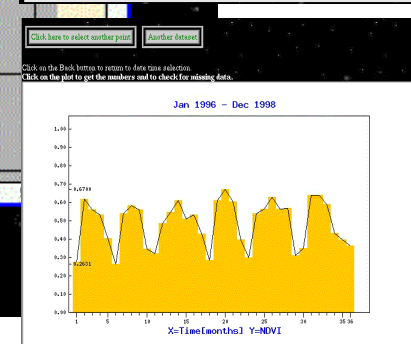 Click here to select another point
Another dataset
Click on the Back button to return to date time selection
Click on the plot to get the numbers and to check for missing data.
Jan 1996 - Dec 1998
1.00
0.90
0.80
0.70
0.6700
0.60
0.50
0.40
0.30
0.2631
0.20
0.10
0.00
1 5 10 15 20 25 30 35 36
X=Time[months] Y=NDVI